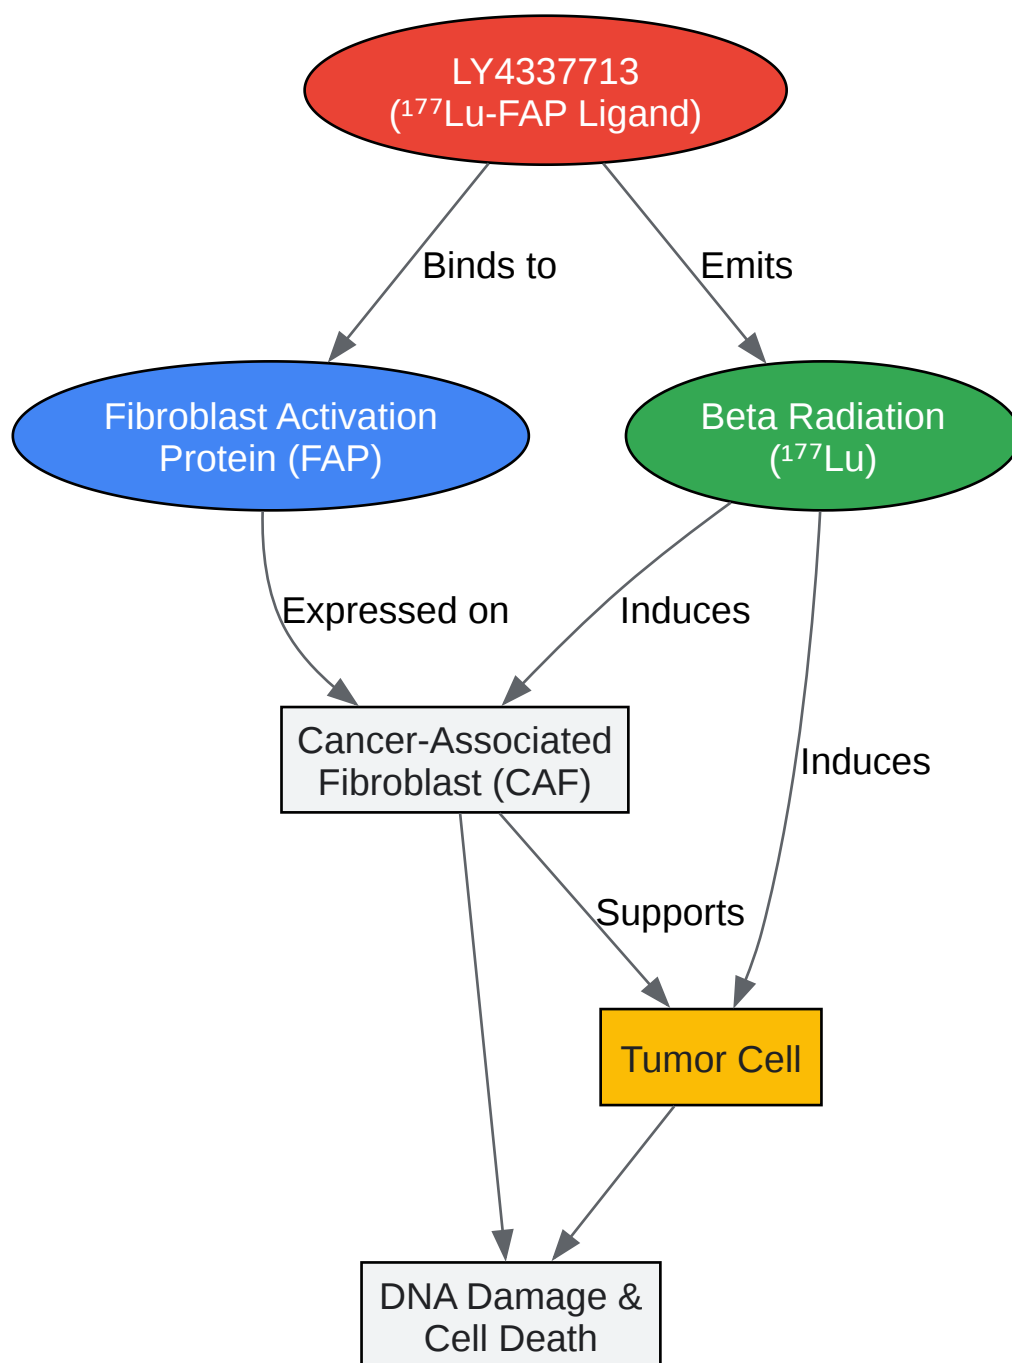 LY4337713
(¹⁷⁷Lu-FAP Ligand)
Binds to
Emits
Fibroblast Activation
Protein (FAP)
Beta Radiation
(¹⁷⁷Lu)
Expressed on
Induces
Cancer-Associated
Fibroblast (CAF)
Induces
Supports
Tumor Cell
DNA Damage &
Cell Death